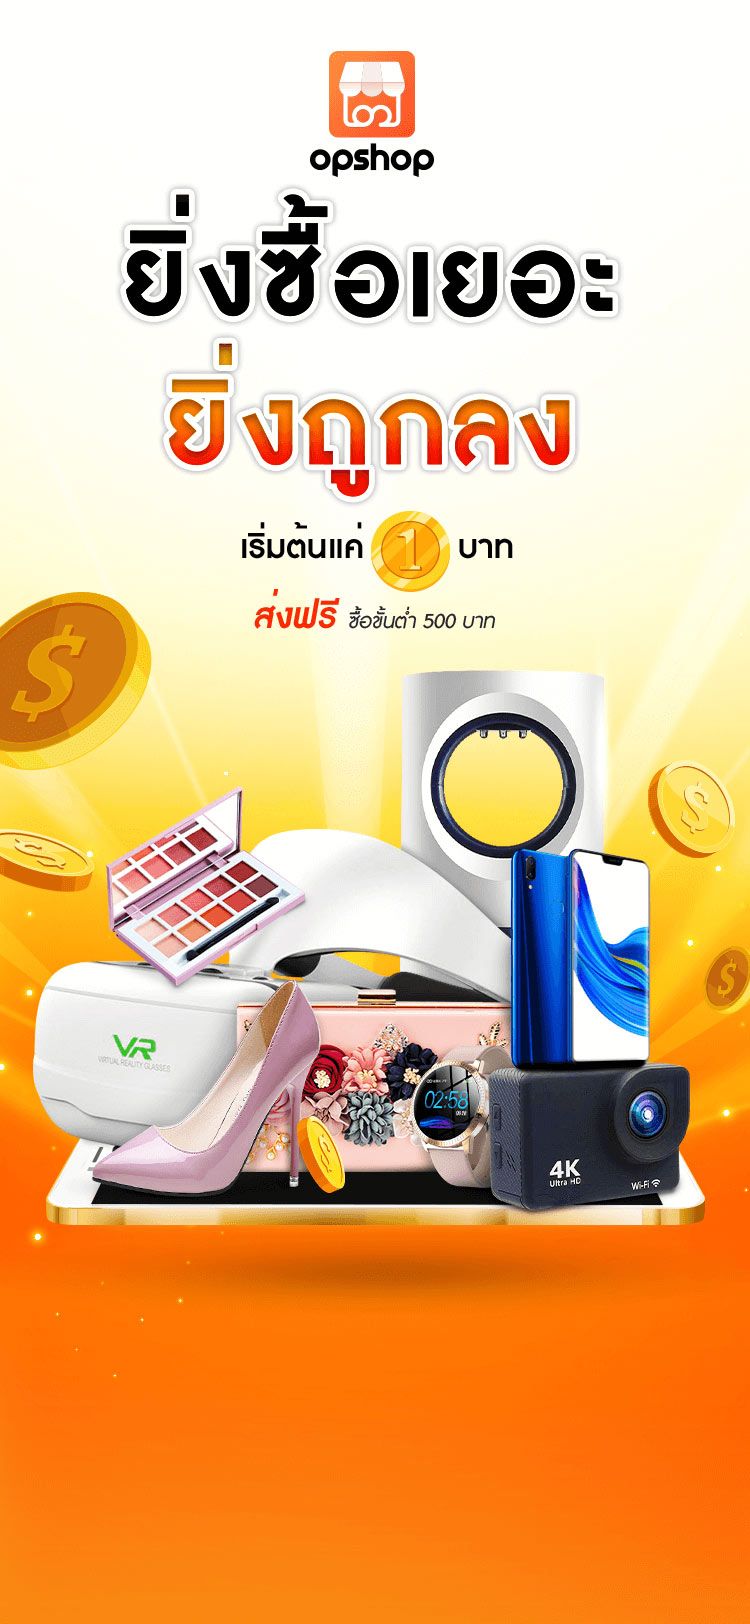 opshop
ยิ่งซื้อเยอะ
ยิ่งถูกลง
เริ่มต้นแค่ 1 บาท
ส่งฟรี ซื้อขั้นต่ำ 500 บาท
VR
VIRTUAL REALITY GLASSES
02:58
4K
Ultra HD
Wi-Fi